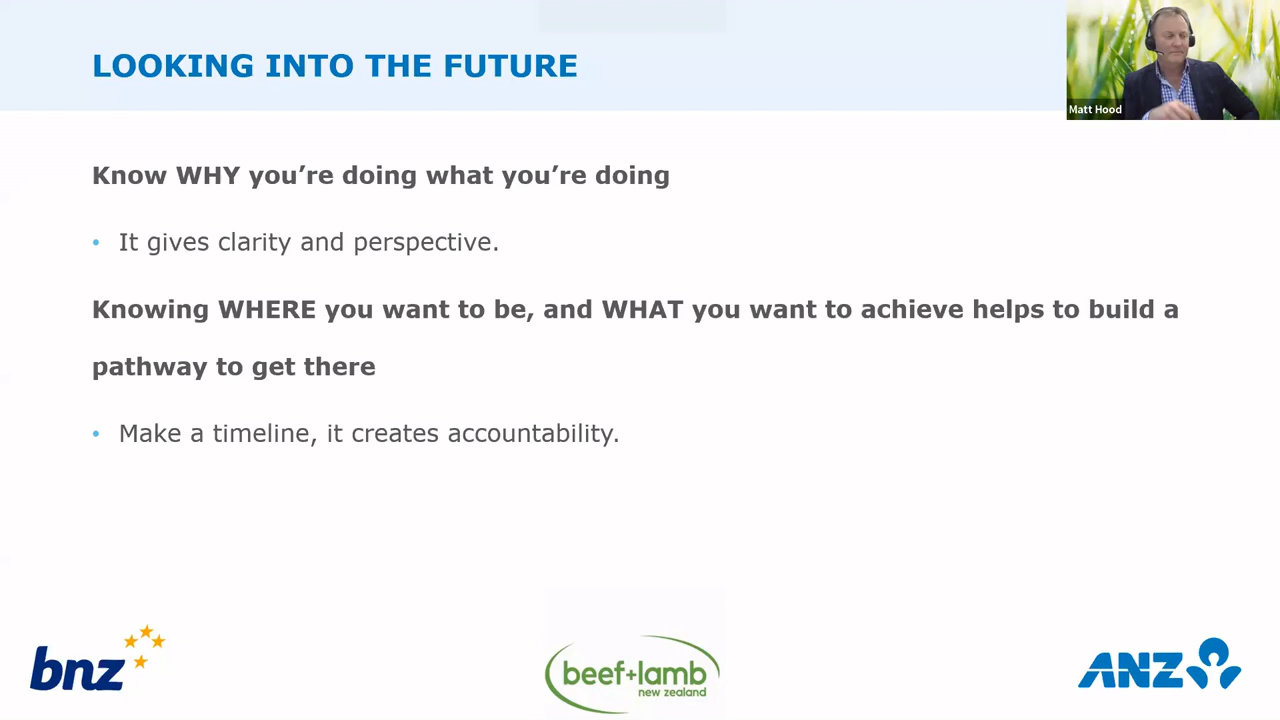 LOOKING INTO THE FUTURE
Matt Hood
Know WHY you’re doing what you’re doing
• It gives clarity and perspective.
Knowing WHERE you want to be, and WHAT you want to achieve helps to build a
pathway to get there
• Make a timeline, it creates accountability.
bnz
beef+lamb
new zealand
ANZ